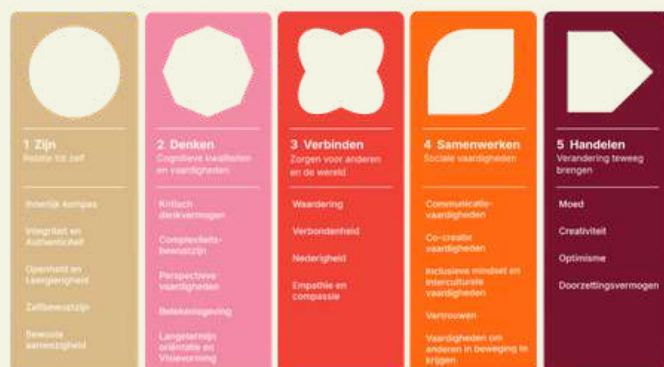 1 Zijn
Relatie tot zelf
Innerlijk kompas
Integriteit en
Authenticiteit
Openheid en
Leergierigheid
Zelfbewustzijn
Bewuste
aanwezigheid
2 Denken
Cognitieve kwaliteiten
en vaardigheden
Kritisch
denkvermogen
Complexiteits-
bewustzijn
Perspectieve
vaardigheden
Betekenisgeving
Langetermijn
oriëntatie en
Visievorming
3 Verbinden
Zorgen voor anderen
en de wereld
Waardering
Verbondenheid
Nederigheid
Empathie en
compassie
4 Samenwerken
Sociale vaardigheden
Communicatie-
vaardigheden
Co-creatie
vaardigheden
Inclusieve mindset en
interculturele
vaardigheden
Vertrouwen
Vaardigheden om
anderen in beweging te
krijgen
5 Handelen
Verandering teweeg
brengen
Moed
Creativiteit
Optimisme
Doorzettingsvermogen